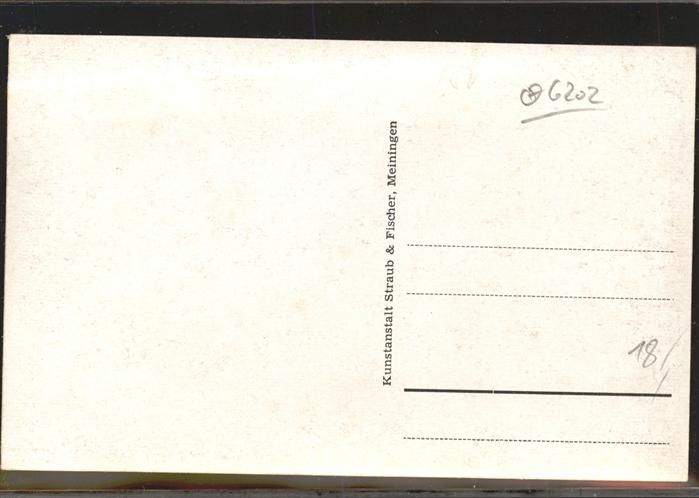 6202
Kunstanstalt Straub & Fischer, Meiningen
18,